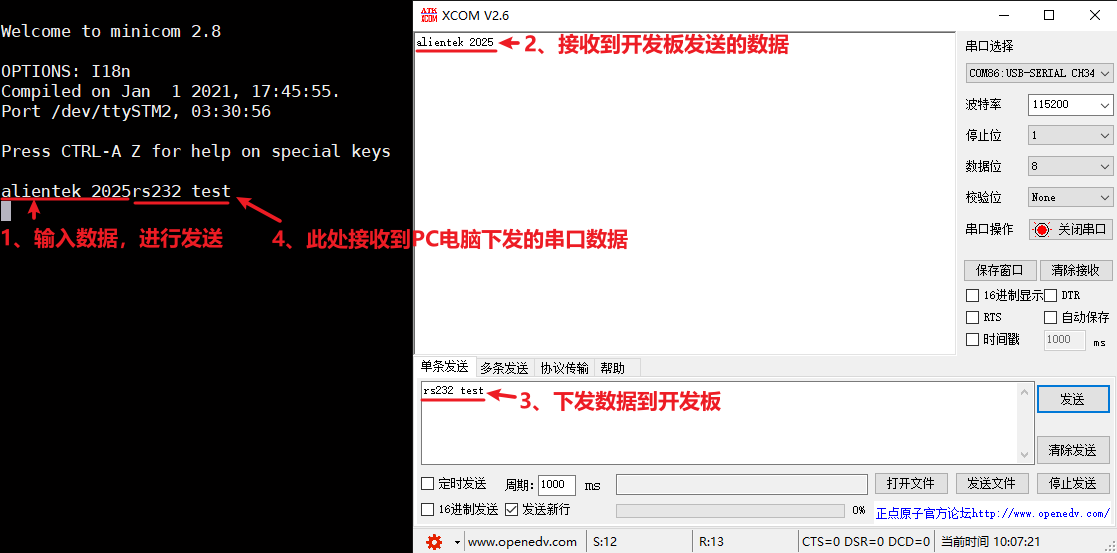 Welcome to minicom 2.8
OPTIONS: I18n
Compiled on Jan  1 2021, 17:45:55.
Port /dev/ttySTM2, 03:30:56
Press CTRL-A Z for help on special keys
alientek 2025rs232 test
1、输入数据，进行发送
4、此处接收到PC电脑下发的串口数据
ATK XCOM
XCOM V2.6
alientek 2025
2、接收到开发板发送的数据
串口选择
COM86:USB-SERIAL CH34
波特率 115200
停止位 1
数据位 8
校验位 None
串口操作 关闭串口
保存窗口 清除接收
16进制显示 DTR
RTS 自动保存
时间戳 1000 ms
单条发送 多条发送 协议传输 帮助
rs232 test
3、下发数据到开发板
发送
清除发送
定时发送 周期: 1000 ms 打开文件 发送文件 停止发送
16进制发送 发送新行 0% 正点原子官方论坛http://www.openedv.com/
www.openedv.com S:12 R:13 CTS=0 DSR=0 DCD=0 当前时间 10:07:21